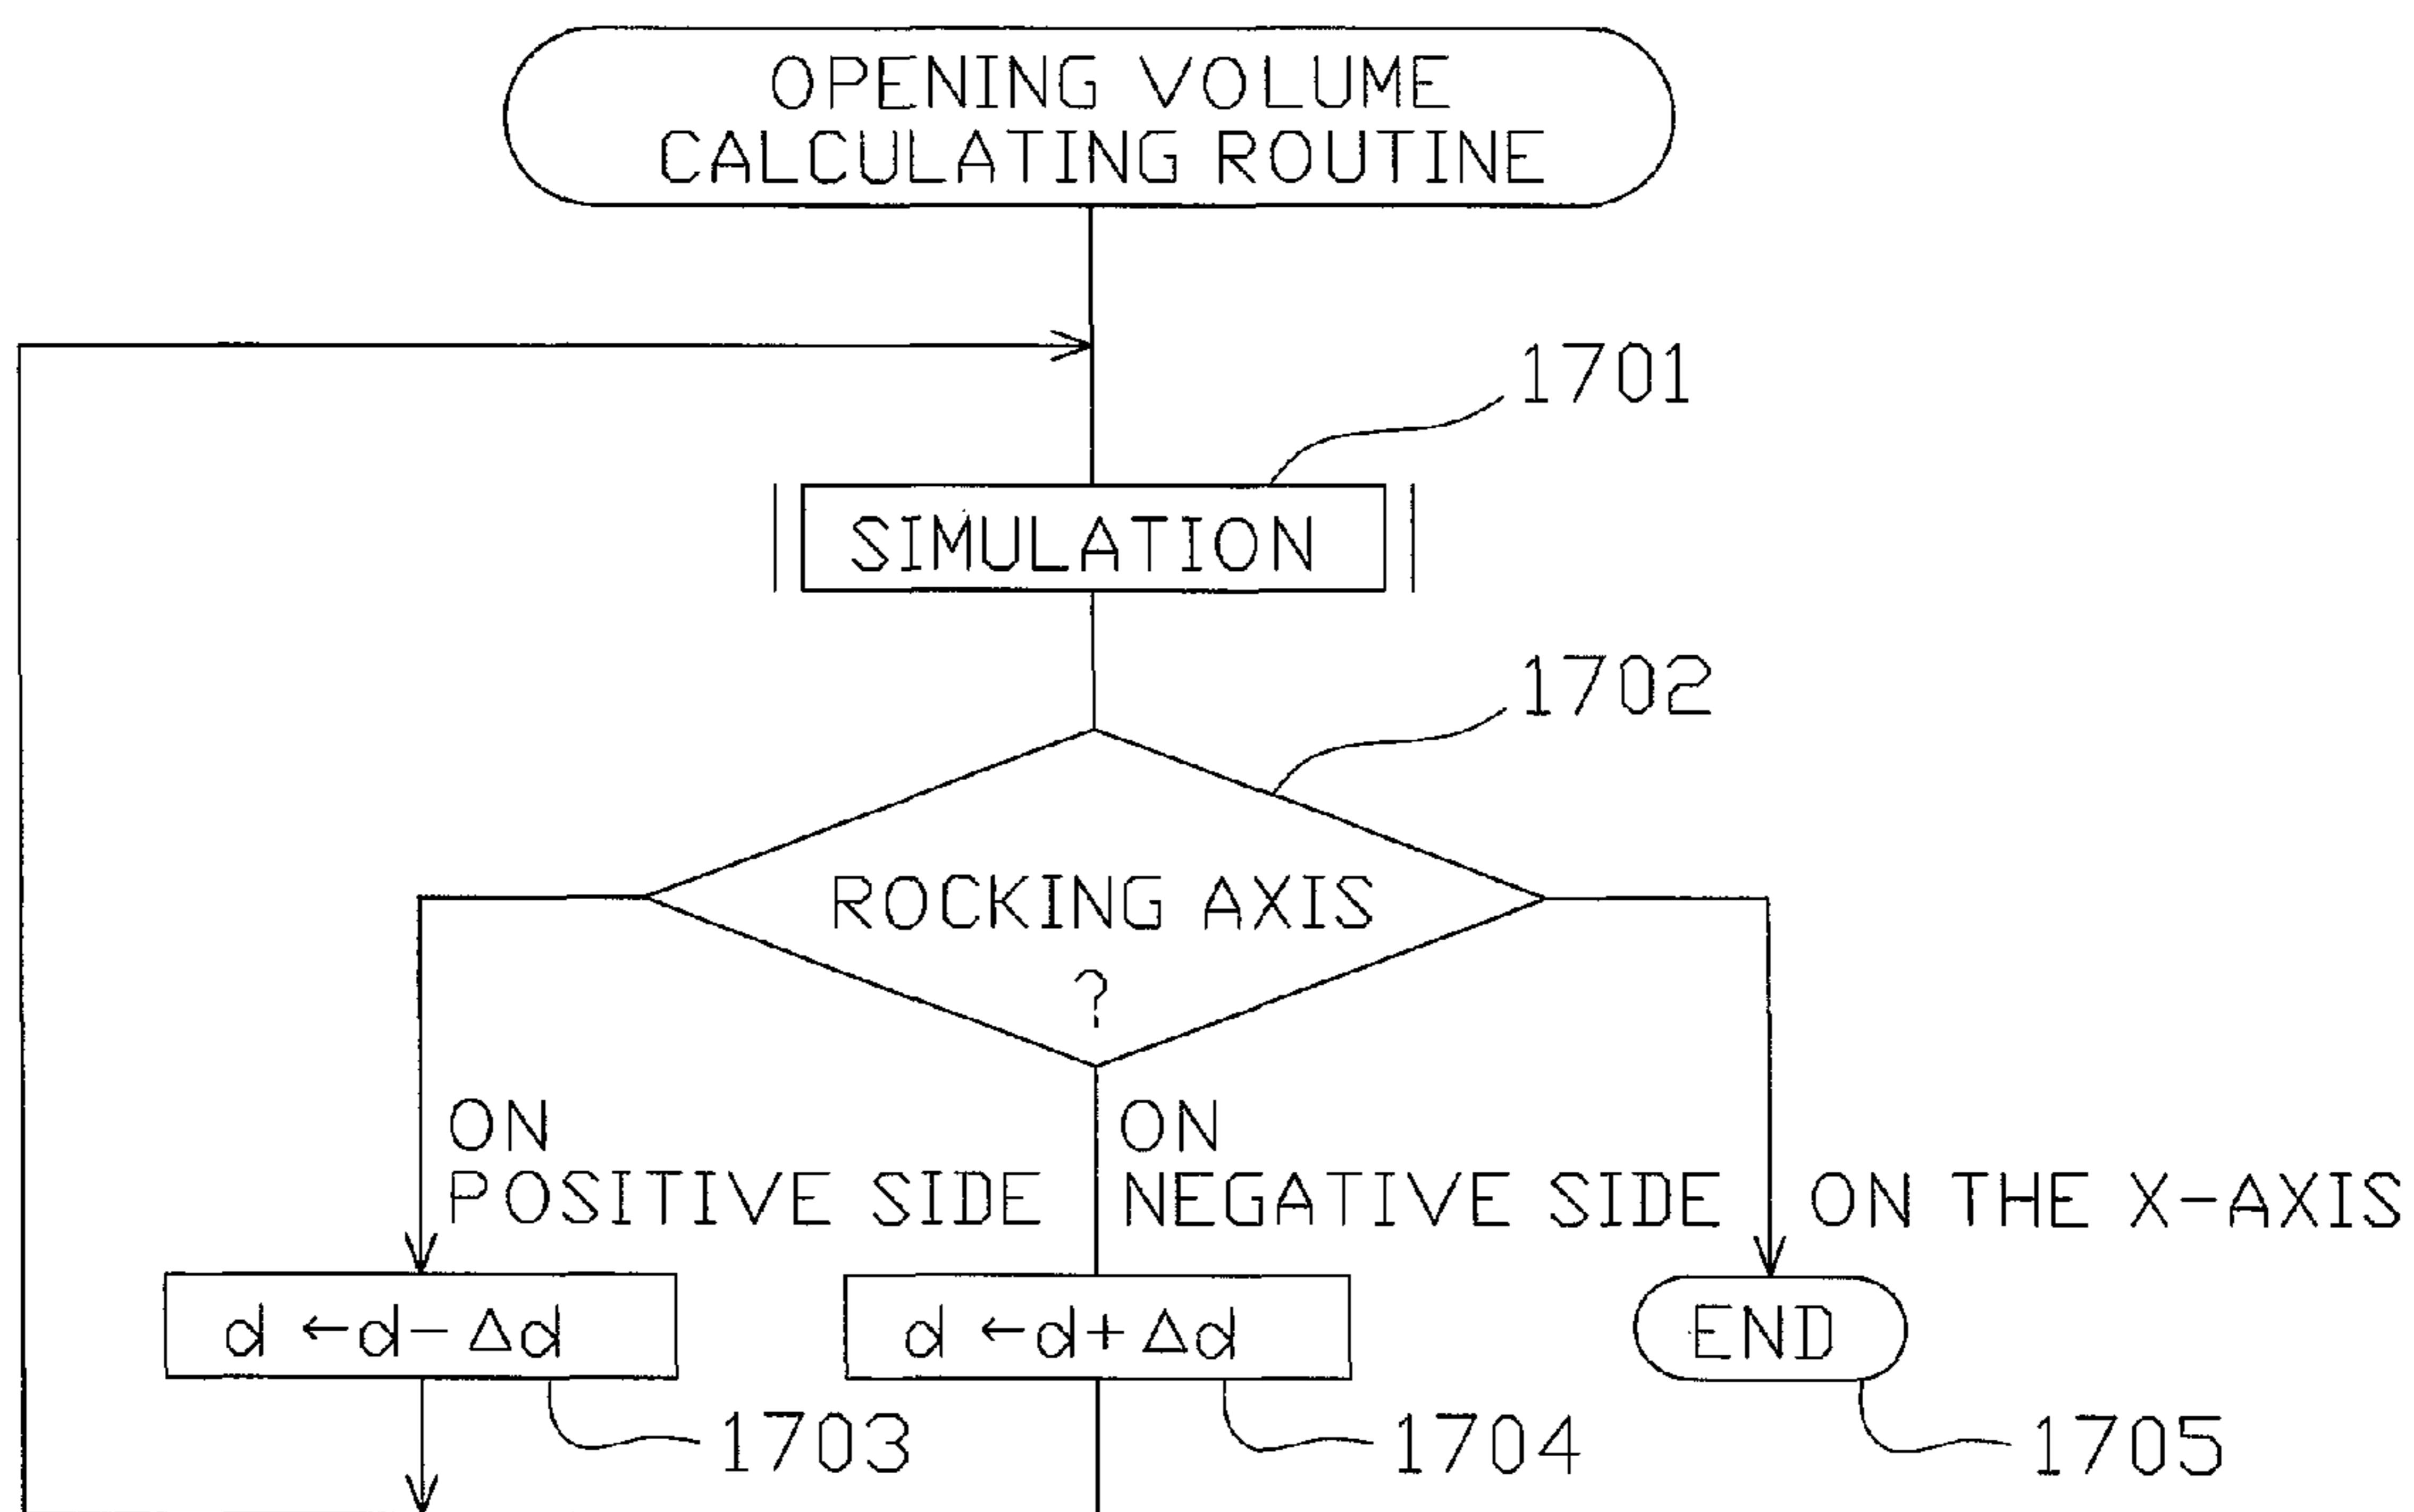 OPENING VOLUME
CALCULATING ROUTINE
1701
SIMULATION
1702
ROCKING AXIS
?
ON
POSITIVE SIDE
ON
NEGATIVE SIDE
ON THE X-AXIS
d ←d- Δd
d ←d+ Δd
END
1703
1704
1705